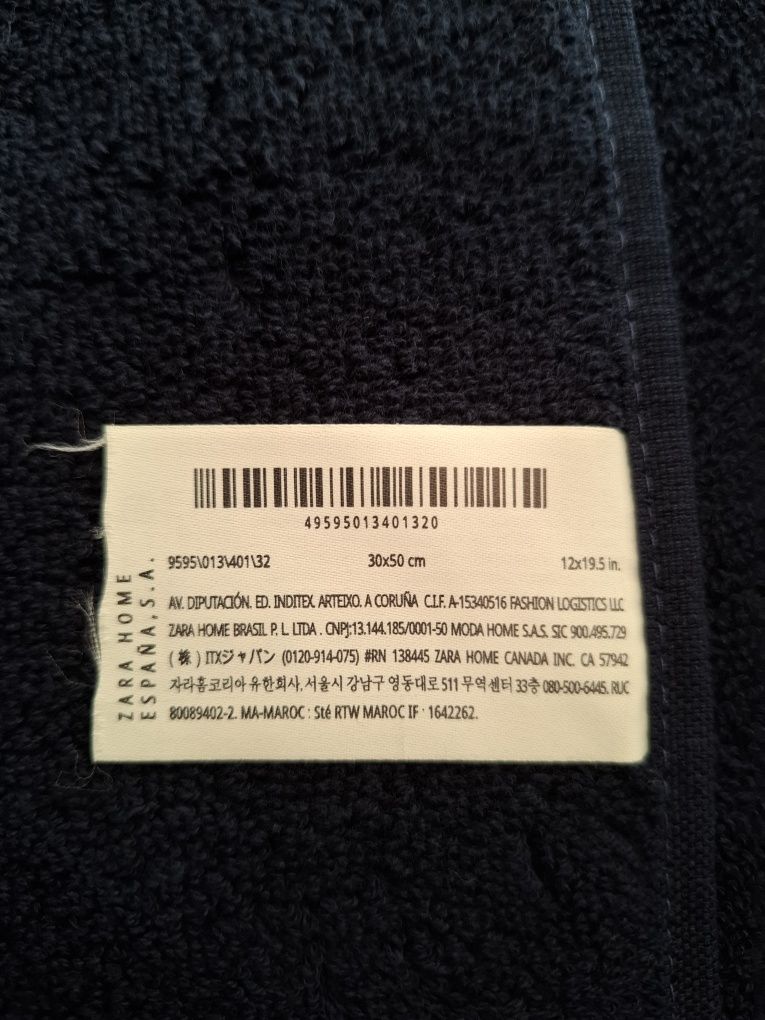 49595013401320
9595\013\401\32 30x50 cm 12x19.5 in.
AV. DIPUTACIÓN. ED. INDITEX. ARTEIXO. A CORUÑA C.I.F. A-15340516 FASHION LOGISTICS LLC
ZARA HOME BRASIL P. L. LTDA . CNPJ:13.144.185/0001-50 MODA HOME S.A.S. SIC 900.495.729
(株) ITXジャパン (0120-914-075) #RN 138445 ZARA HOME CANADA INC. CA 57942
자라홈코리아 유한회사, 서울시 강남구 영동대로 511 무역센터 33층 080-500-6445. RUC
80089402-2. MA-MAROC : Sté RTW MAROC IF : 1642262.
ZARA HOME
ESPAÑA, S.A.